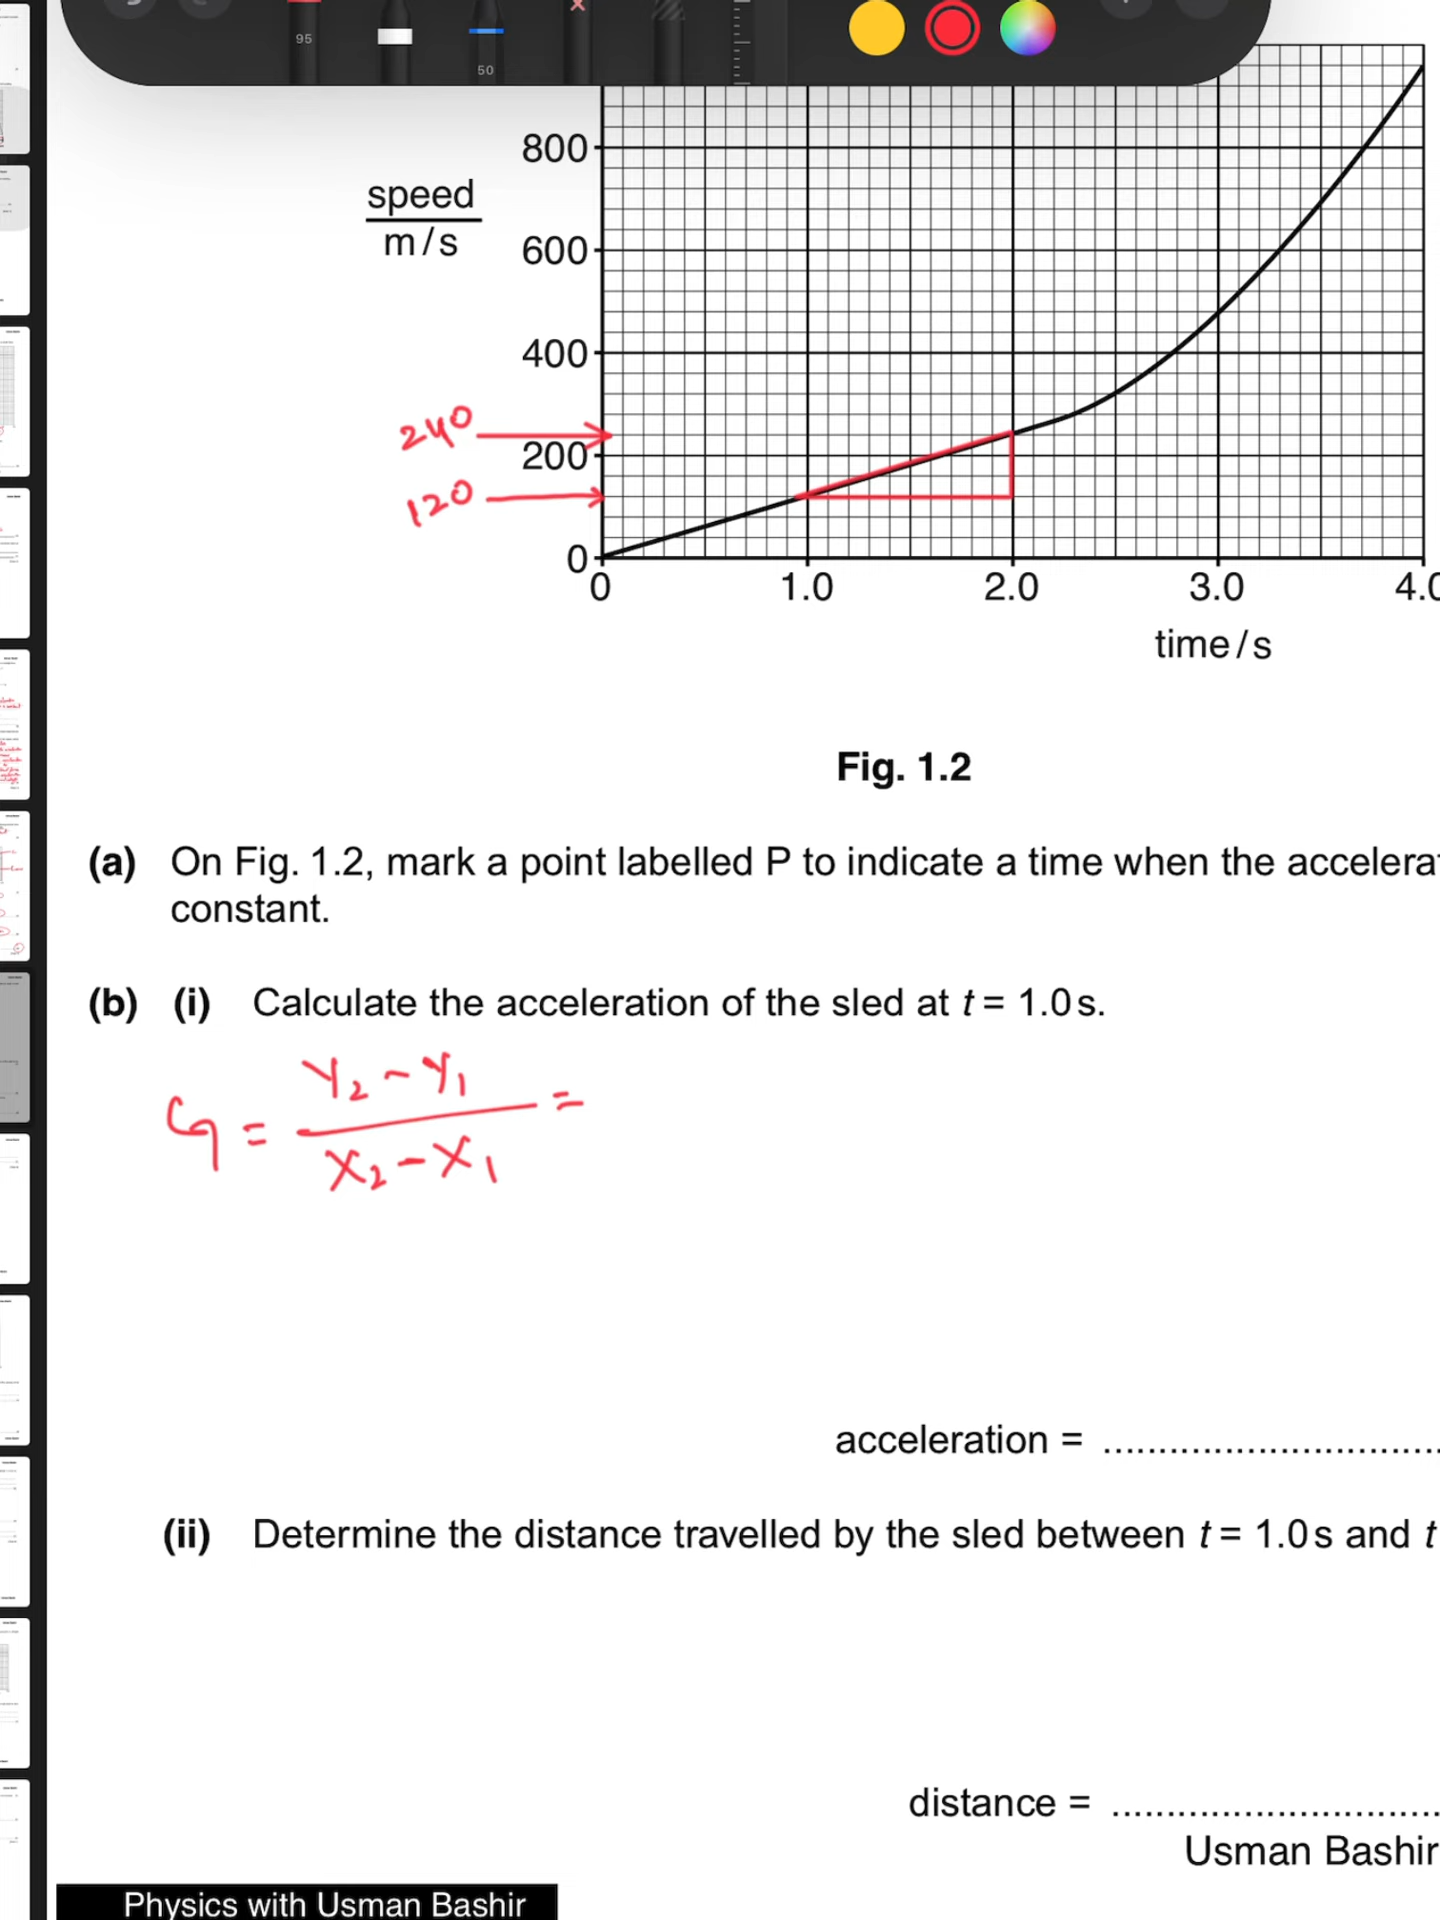 95
50
800
speed
m/s
600
400
240
200
120
0
0 1.0 2.0 3.0 4.0
time/s
Fig. 1.2
(a) On Fig. 1.2, mark a point labelled P to indicate a time when the accelera
constant.
(b) (i) Calculate the acceleration of the sled at t = 1.0 s.
G = Y₂ - Y₁ =
X₂ - X₁
acceleration = ................................
(ii) Determine the distance travelled by the sled between t = 1.0 s and t
distance = ................................
Usman Bashir
Physics with Usman Bashir